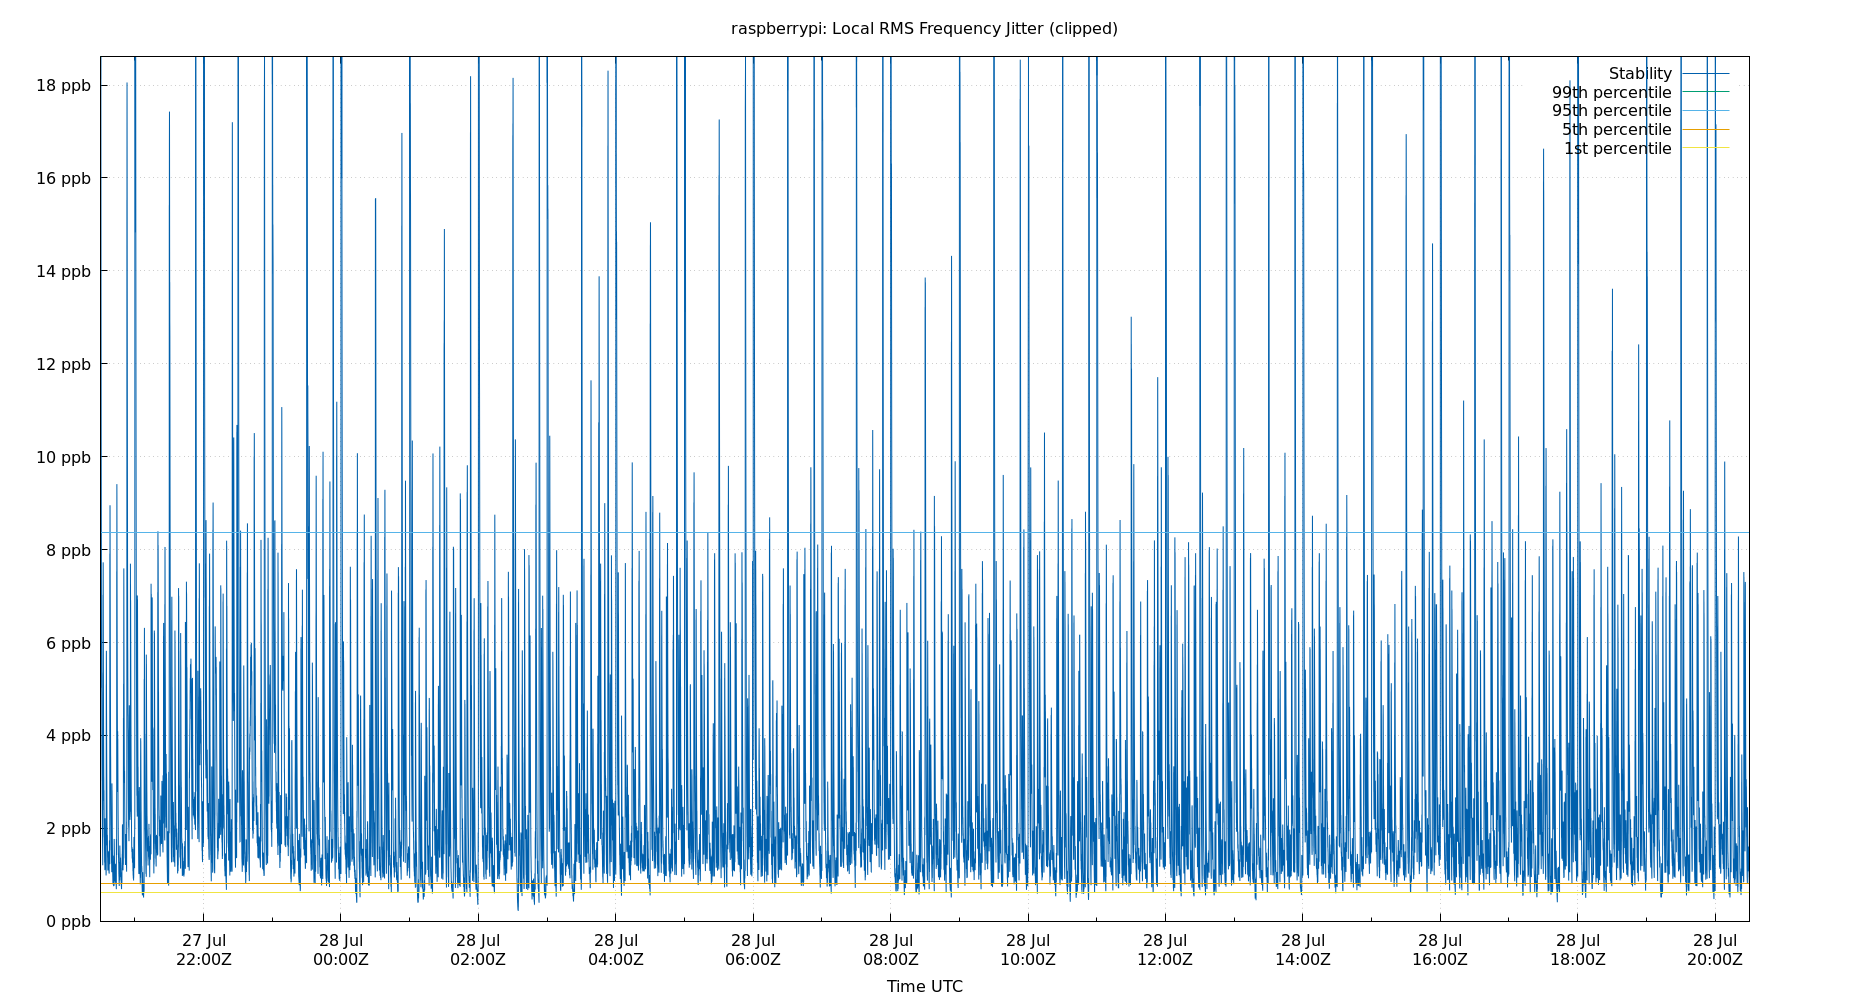 raspberrypi: Local RMS Frequency Jitter (clipped)
Stability
99th percentile
95th percentile
5th percentile
1st percentile
18 ppb
16 ppb
14 ppb
12 ppb
10 ppb
8 ppb
6 ppb
4 ppb
2 ppb
0 ppb
27 Jul 28 Jul 28 Jul 28 Jul 28 Jul 28 Jul 28 Jul 28 Jul 28 Jul 28 Jul 28 Jul 28 Jul
22:00Z 00:00Z 02:00Z 04:00Z 06:00Z 08:00Z 10:00Z 12:00Z 14:00Z 16:00Z 18:00Z 20:00Z
Time UTC